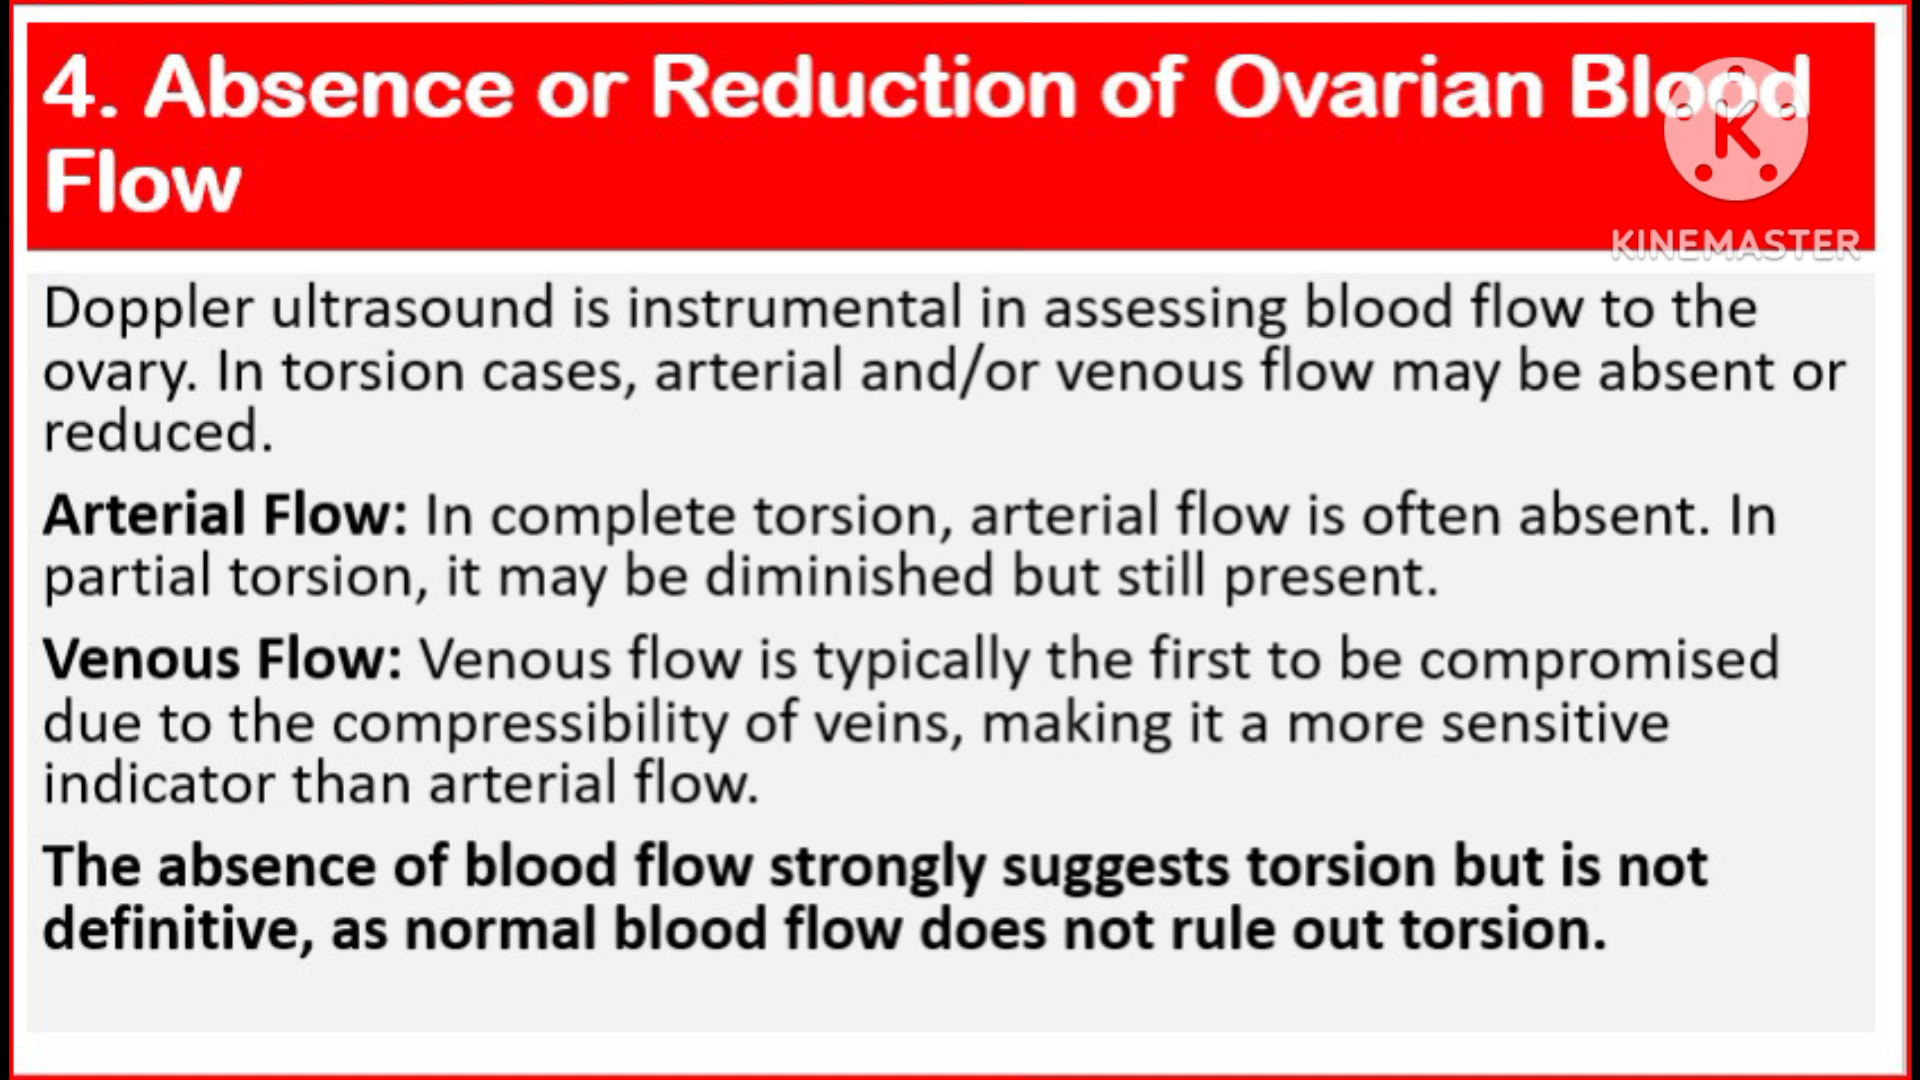 4. Absence or Reduction of Ovarian Blood
Flow
K
KINEMASTER
Doppler ultrasound is instrumental in assessing blood flow to the
ovary. In torsion cases, arterial and/or venous flow may be absent or
reduced.
Arterial Flow: In complete torsion, arterial flow is often absent. In
partial torsion, it may be diminished but still present.
Venous Flow: Venous flow is typically the first to be compromised
due to the compressibility of veins, making it a more sensitive
indicator than arterial flow.
The absence of blood flow strongly suggests torsion but is not
definitive, as normal blood flow does not rule out torsion.